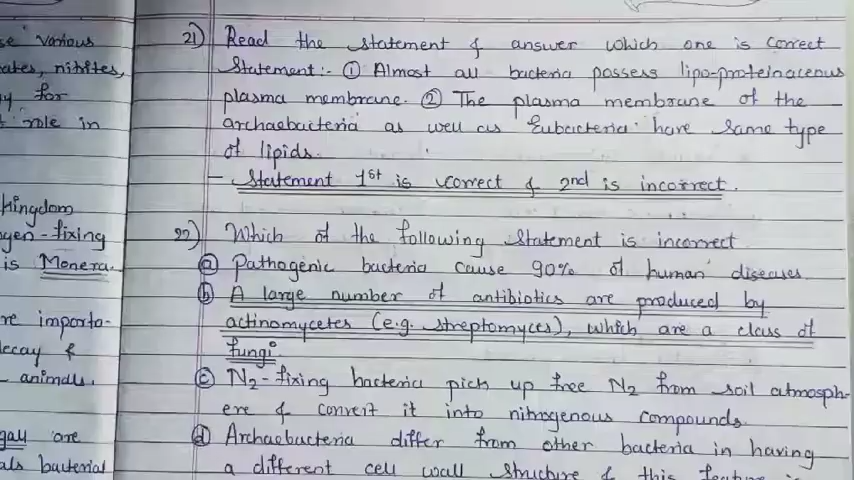 se various
ates, nitrites,
gy for
t role in
kingdom
gen-fixing
is Monera.
re importa-
decay &
- animals.
gall are
als bacterial
21) Read the statement & answer which one is correct
Statement:- ① Almost all bacteria possess lipo-proteinaceous
plasma membrane. ② The plasma membrane of the
archaebacteria as well as Eubacteria have same type
of lipids.
- Statement 1st is correct & 2nd is incorrect.
22) Which of the following statement is incorrect
ⓐ Pathogenic bacteria cause 90% of human diseases
ⓑ A large number of antibiotics are produced by
actinomycetes (e.g. streptomyces), which are a class of
fungi.
ⓒ N2-fixing bacteria pick up free N2 from soil atmosph-
ere & convert it into nitrogenous compounds.
ⓓ Archaebacteria differ from other bacteria in having
a different cell wall structure & this feature